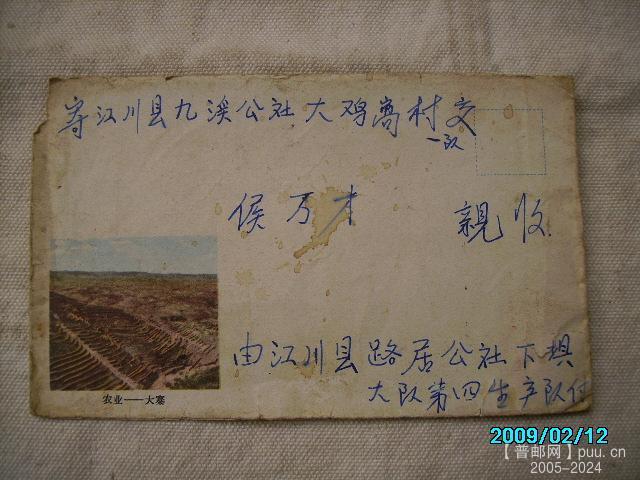 寄江川县九溪公社大鸡窝村交
一队
侯万才 親收
由江川县路居公社下坝
大队第四生产队付
农业——大寨
2009/02/12
【普邮网】puu.cn
2005-2024